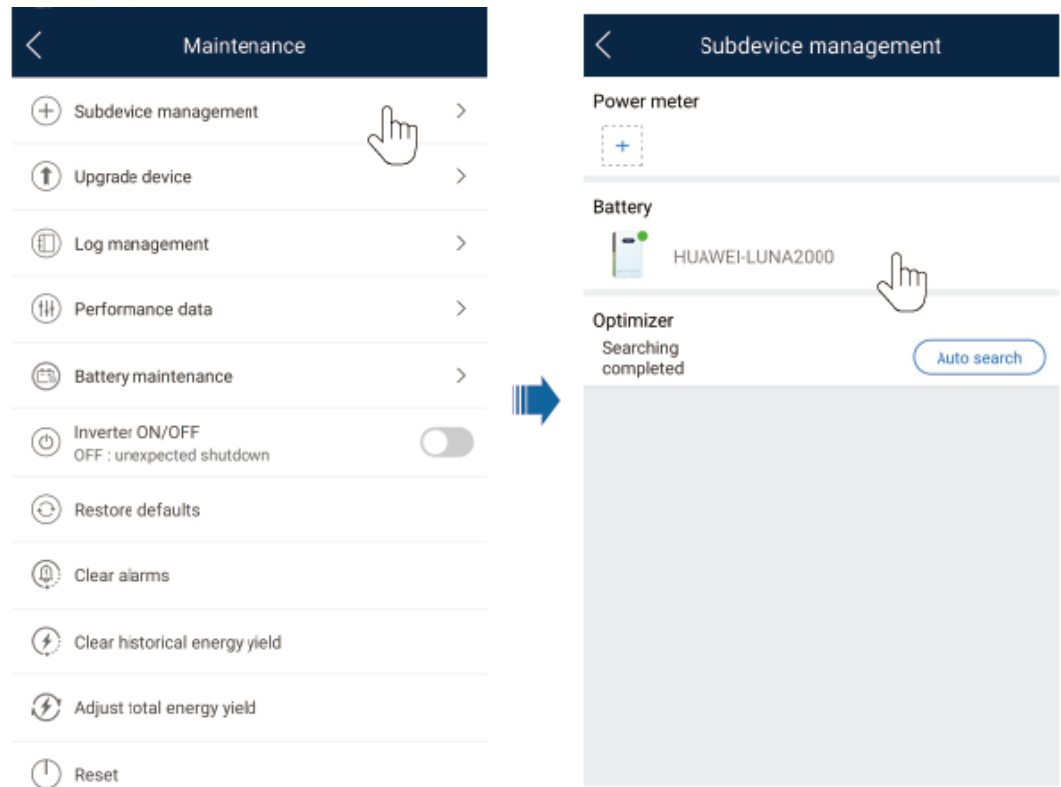 Maintenance
Subdevice management
Upgrade device
Log management
Performance data
Battery maintenance
Inverter ON/OFF
OFF : unexpected shutdown
Restore defaults
Clear alarms
Clear historical energy yield
Adjust total energy yield
Reset
Subdevice management
Power meter
+
Battery
HUAWEI-LUNA2000
Optimizer
Searching
completed
Auto search